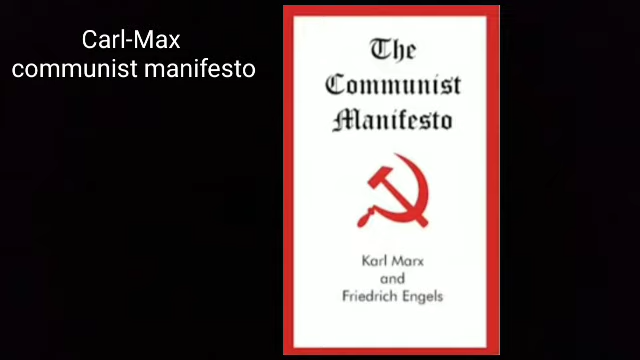 Carl-Max
communist manifesto
The
Communist
Manifesto
Karl Marx
and
Friedrich Engels